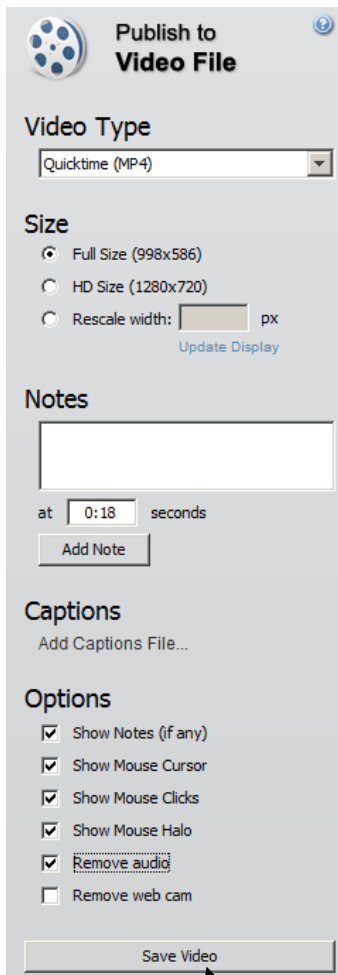 Publish to
Video File
Video Type
Quicktime (MP4)
Size
Full Size (998x586)
HD Size (1280x720)
Rescale width: px
Update Display
Notes
at 0:18 seconds
Add Note
Captions
Add Captions File...
Options
Show Notes (if any)
Show Mouse Cursor
Show Mouse Clicks
Show Mouse Halo
Remove audio
Remove web cam
Save Video